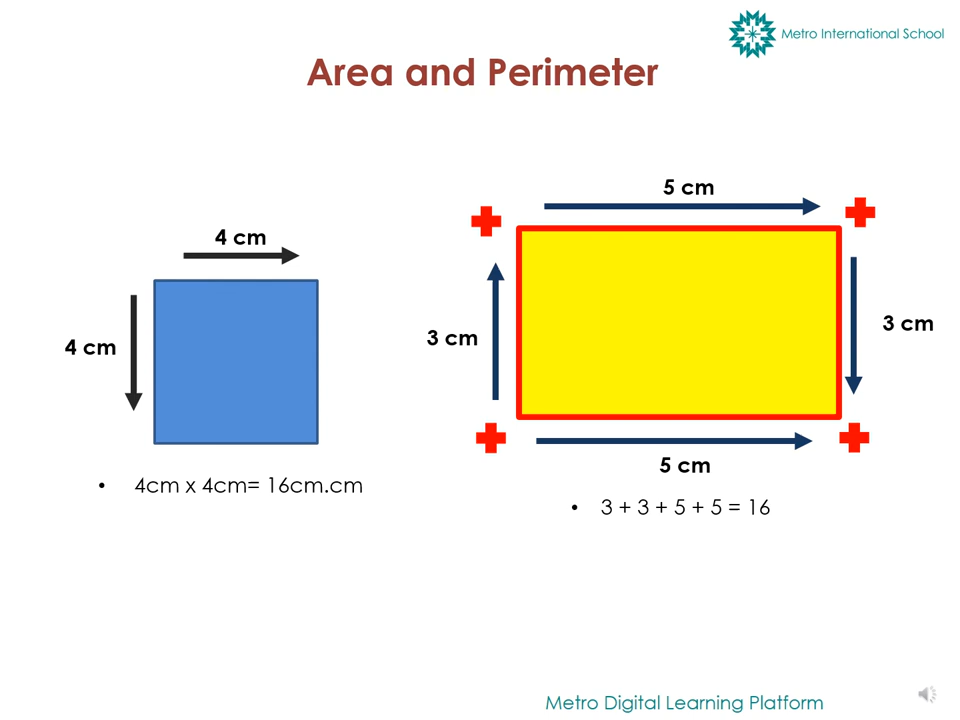 Metro International School
Area and Perimeter
4 cm
4 cm
• 4cm x 4cm= 16cm.cm
5 cm
3 cm
3 cm
5 cm
• 3 + 3 + 5 + 5 = 16
Metro Digital Learning Platform